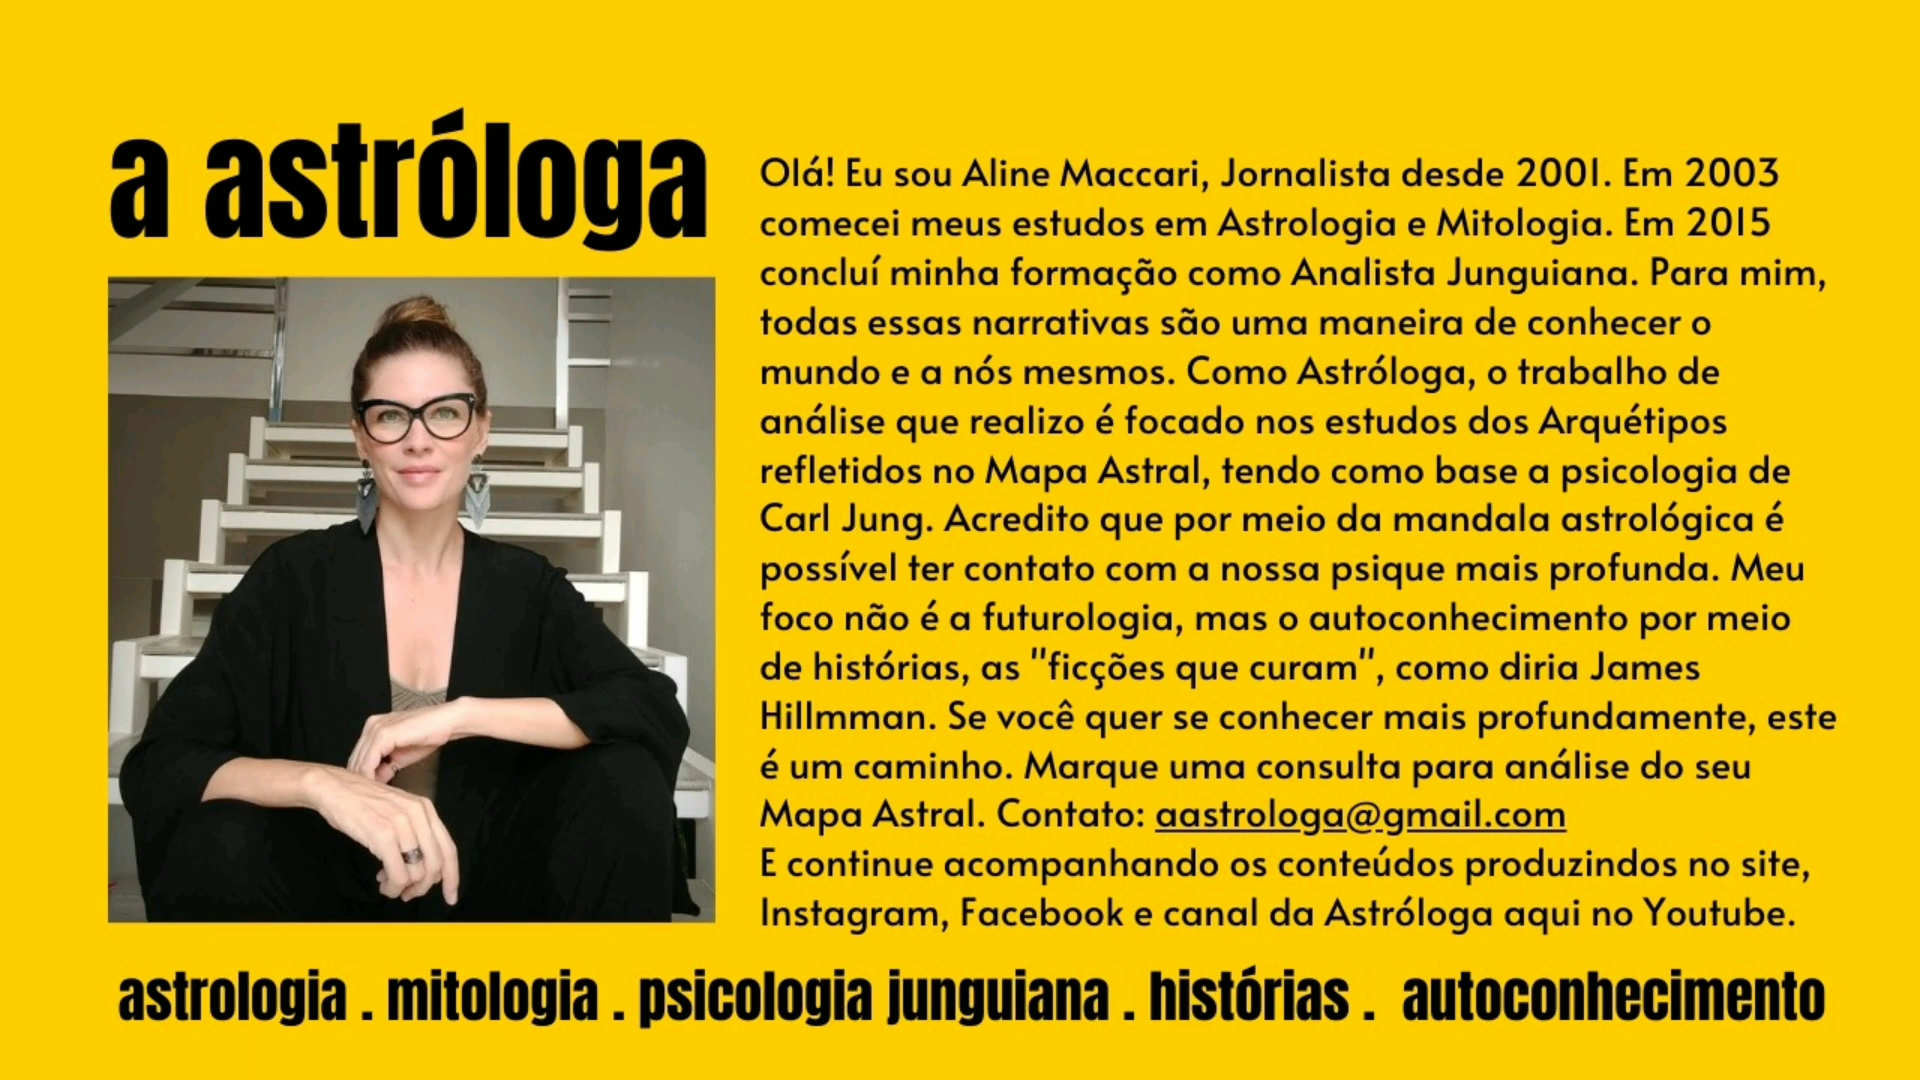 a astróloga
Olá! Eu sou Aline Maccari, Jornalista desde 2001. Em 2003
comecei meus estudos em Astrologia e Mitologia. Em 2015
concluí minha formação como Analista Junguiana. Para mim,
todas essas narrativas são uma maneira de conhecer o
mundo e a nós mesmos. Como Astróloga, o trabalho de
análise que realizo é focado nos estudos dos Arquétipos
refletidos no Mapa Astral, tendo como base a psicologia de
Carl Jung. Acredito que por meio da mandala astrológica é
possível ter contato com a nossa psique mais profunda. Meu
foco não é a futurologia, mas o autoconhecimento por meio
de histórias, as "ficções que curam", como diria James
Hillmman. Se você quer se conhecer mais profundamente, este
é um caminho. Marque uma consulta para análise do seu
Mapa Astral. Contato: aastrologa@gmail.com
E continue acompanhando os conteúdos produzindos no site,
Instagram, Facebook e canal da Astróloga aqui no Youtube.
astrologia . mitologia . psicologia junguiana . histórias . autoconhecimento